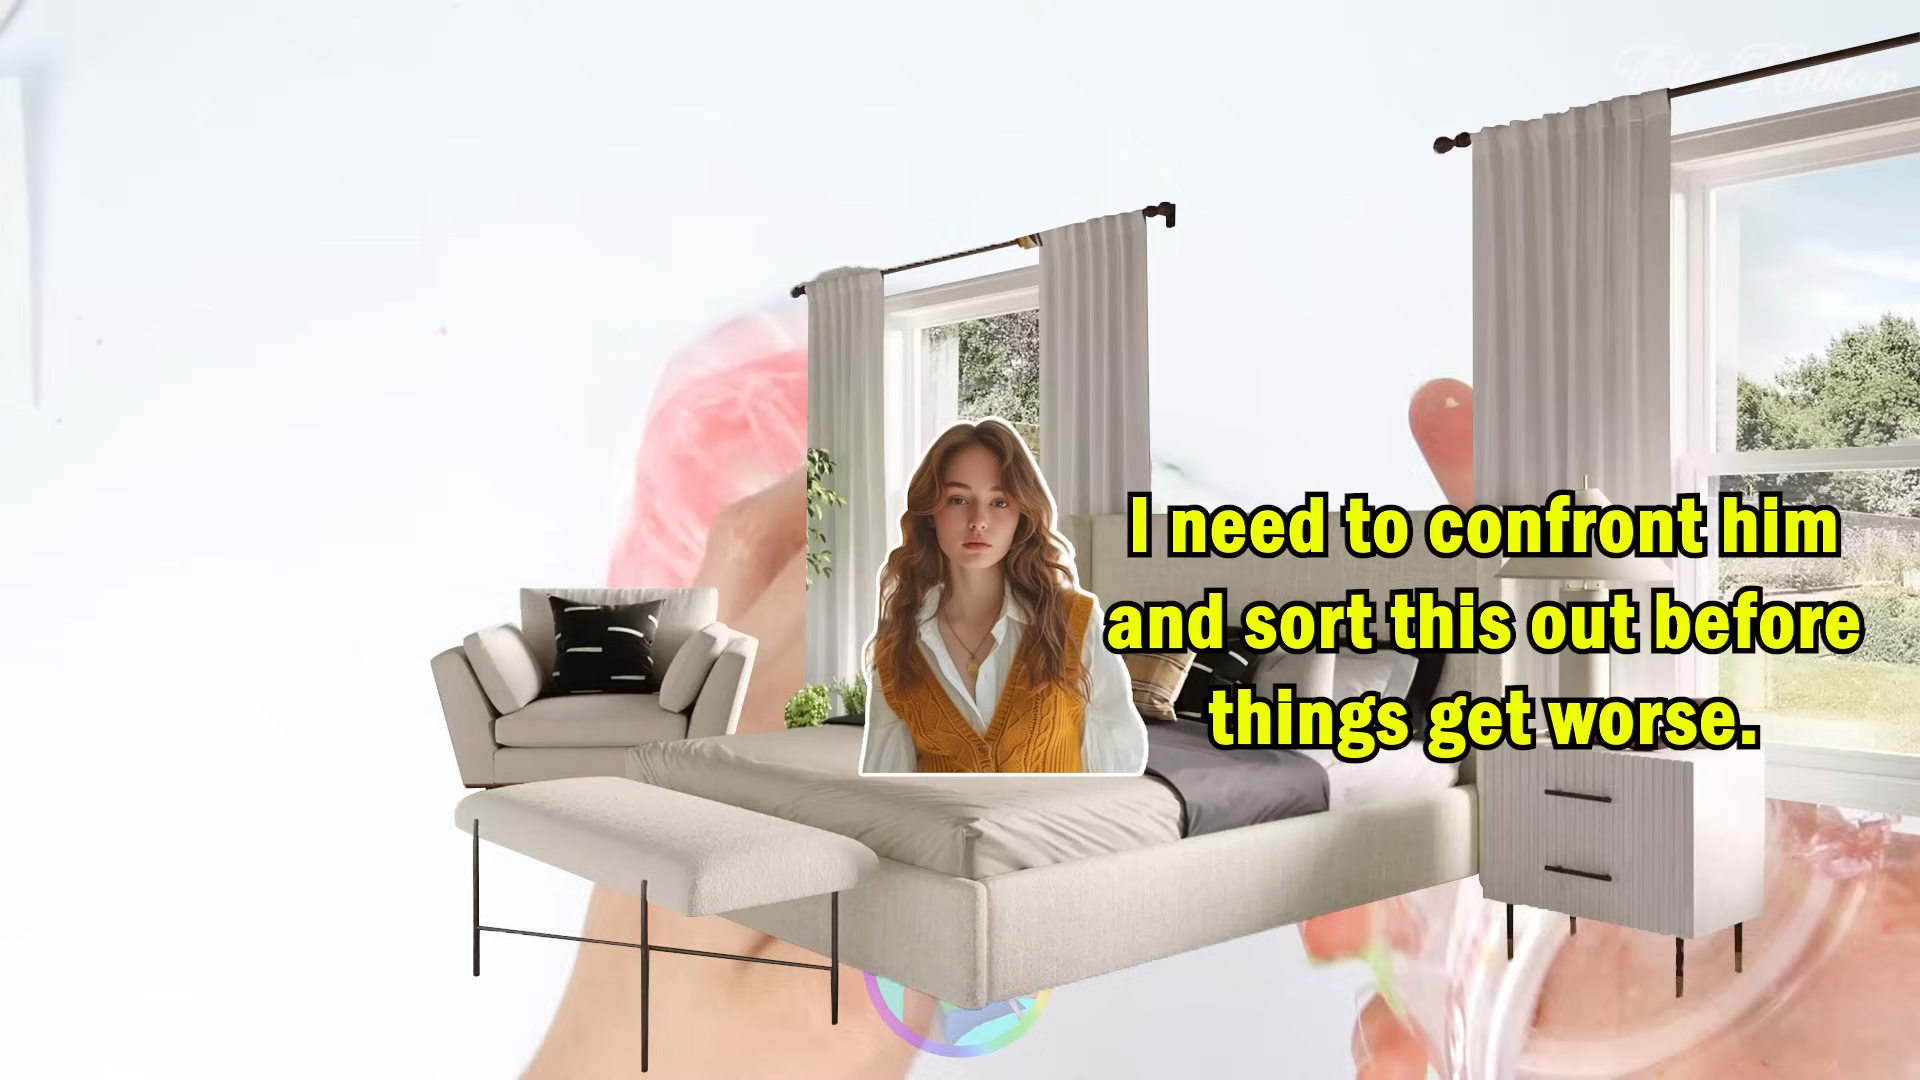 I need to confront him
and sort this out before
things get worse.